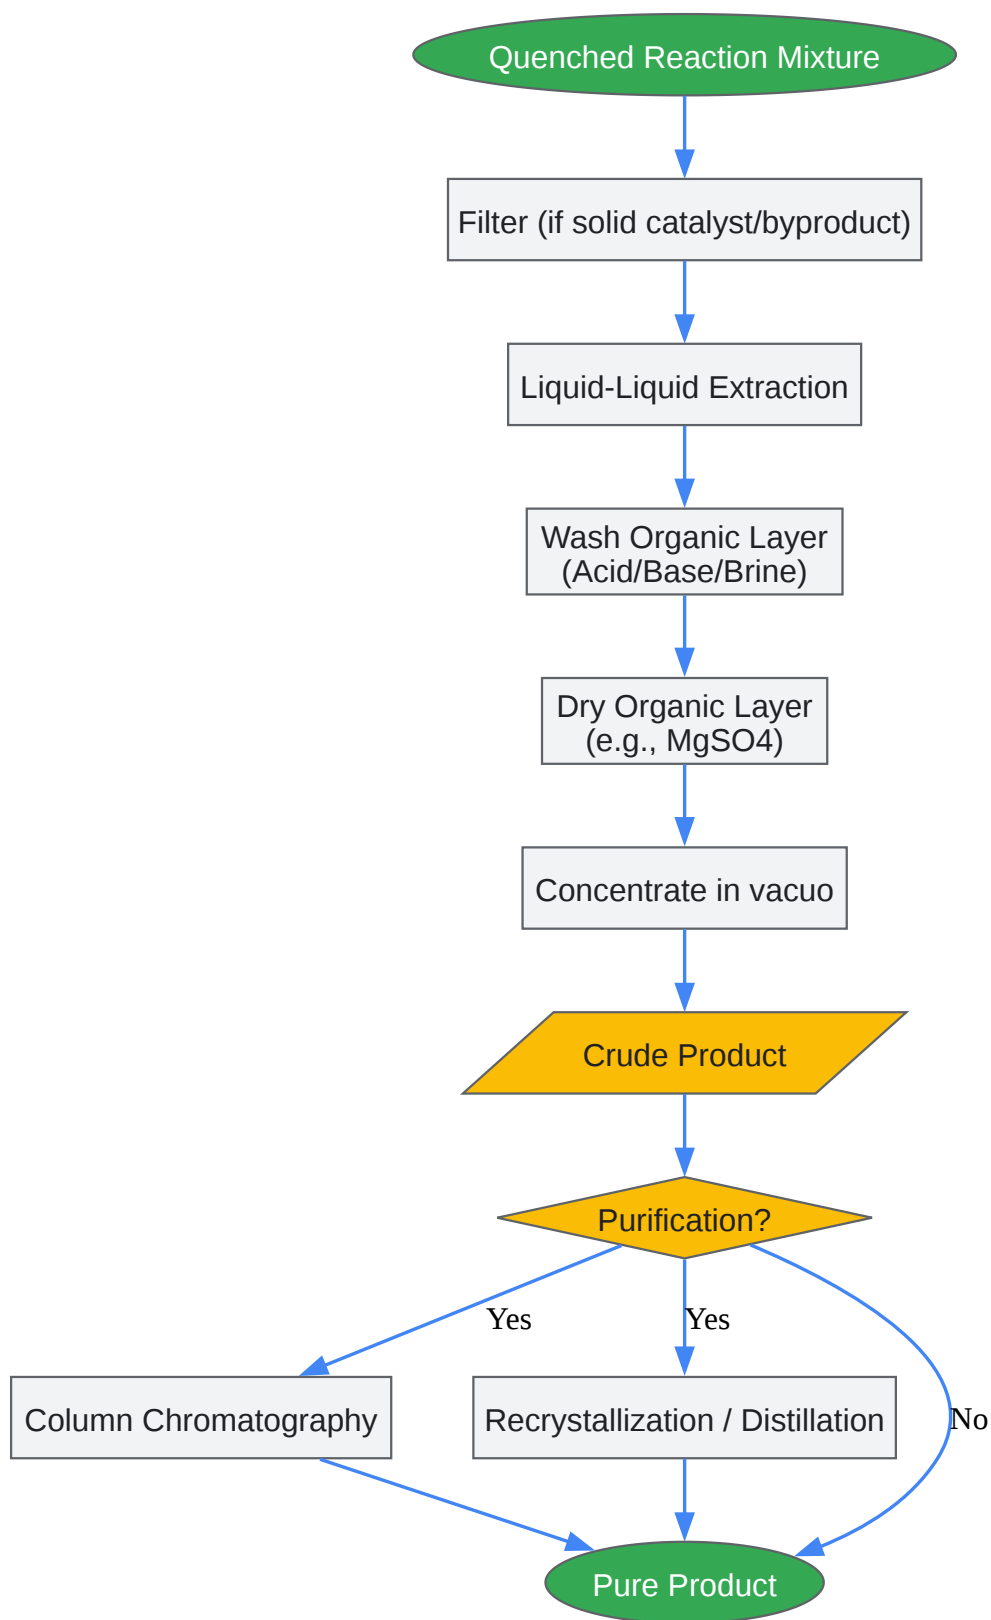 Quenched Reaction Mixture
Filter (if solid catalyst/byproduct)
Liquid-Liquid Extraction
Wash Organic Layer
(Acid/Base/Brine)
Dry Organic Layer
(e.g., MgSO4)
Concentrate in vacuo
Crude Product
Purification?
Yes
Yes
No
Column Chromatography
Recrystallization / Distillation
Pure Product